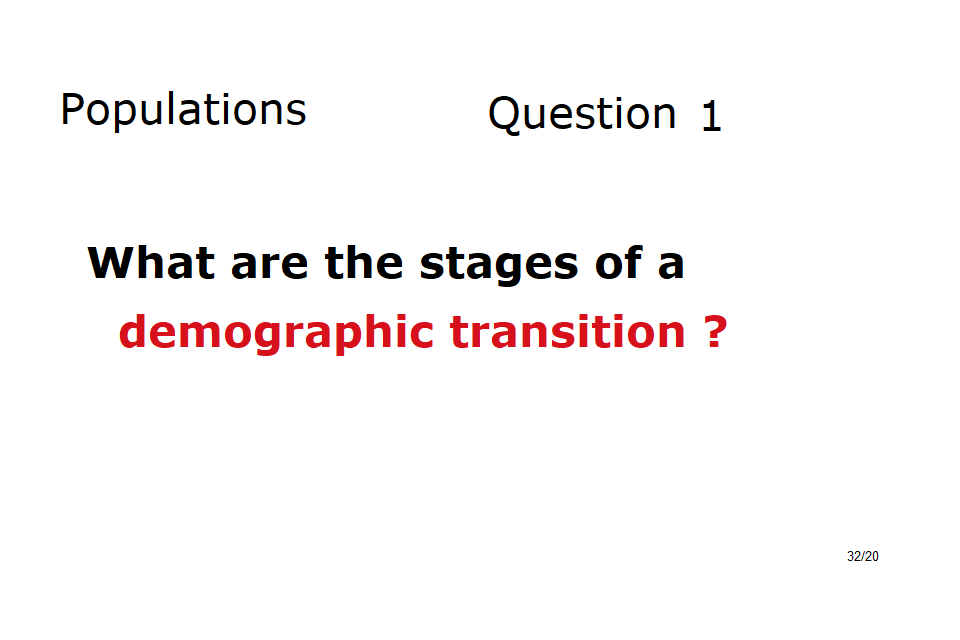 Populations Question 1
What are the stages of a
demographic transition ?
32/20